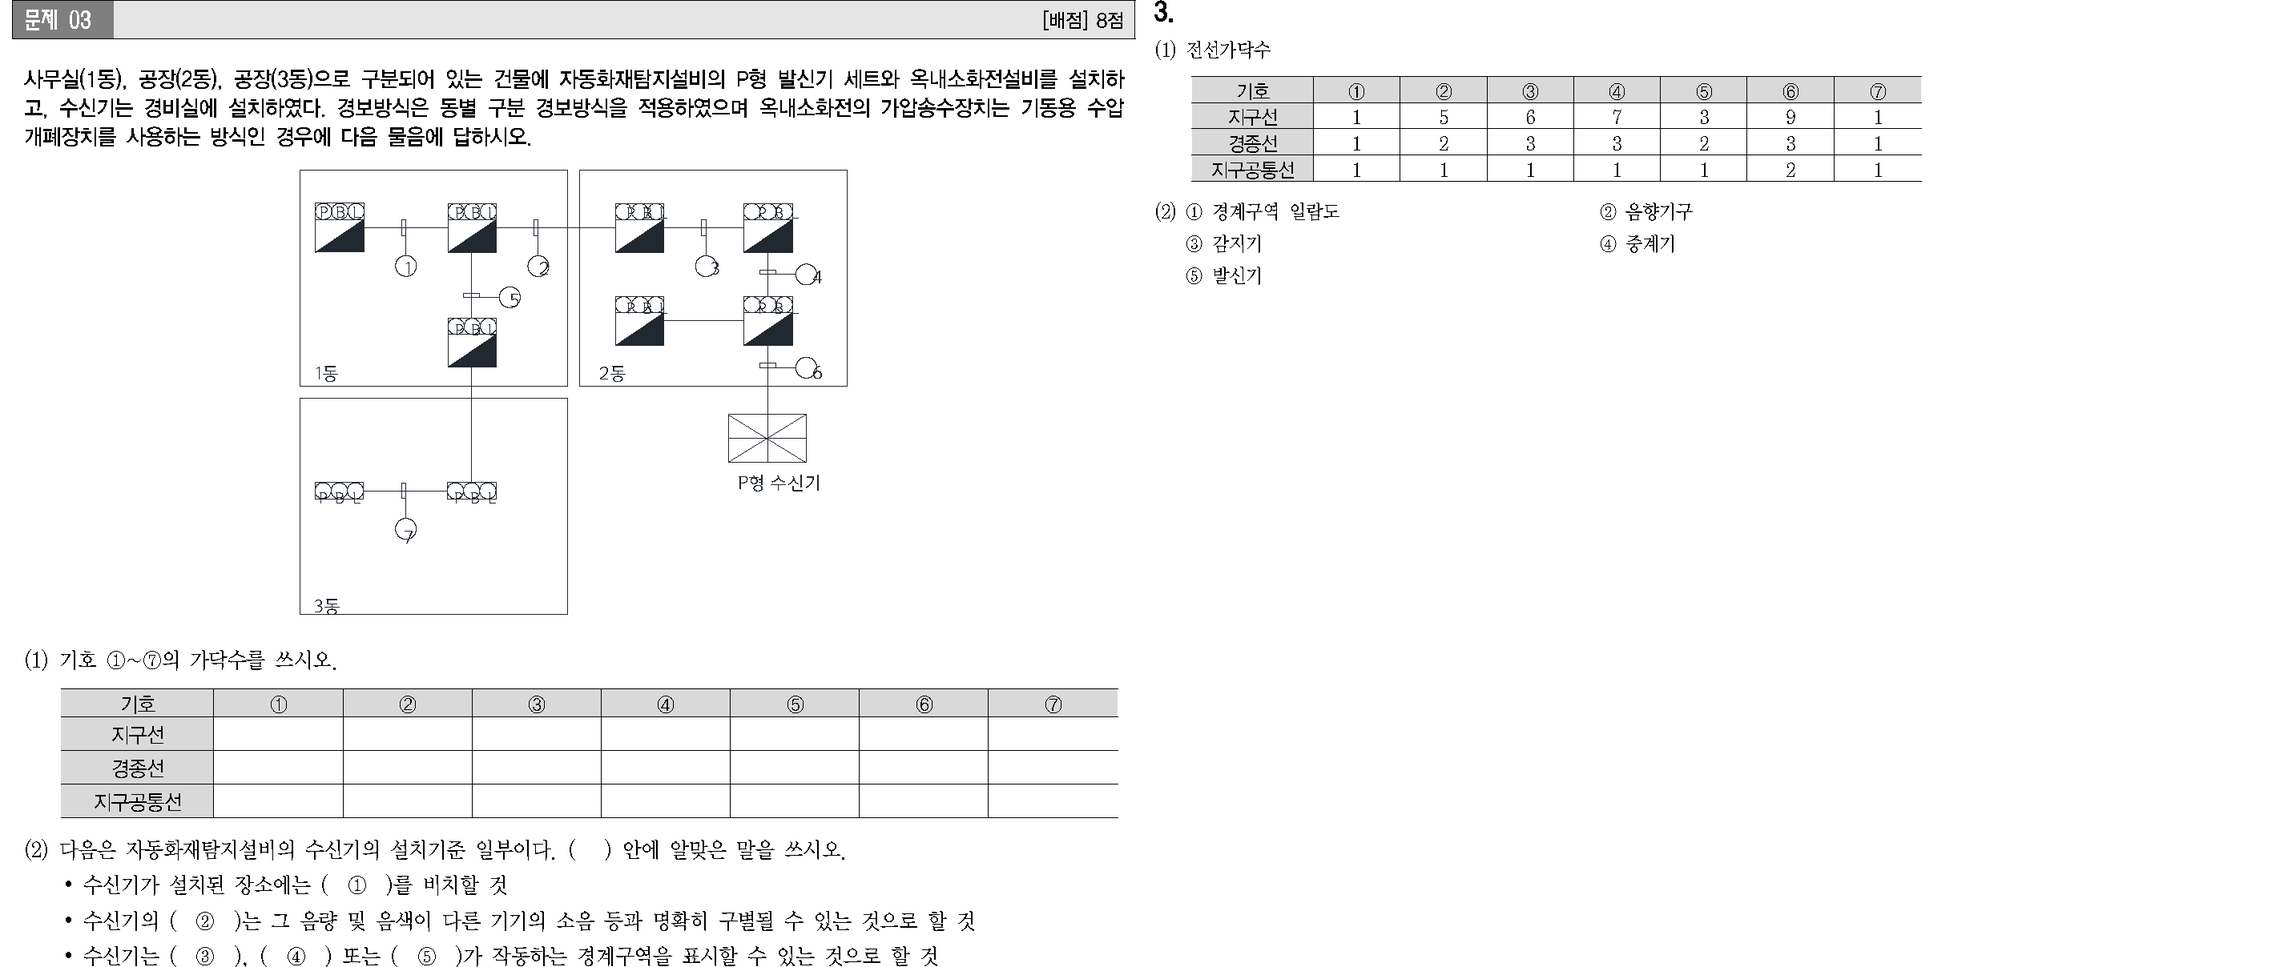 문제 03
[배점] 8점
사무실(1동), 공장(2동), 공장(3동)으로 구분되어 있는 건물에 자동화재탐지설비의 P형 발신기 세트와 옥내소화전설비를 설치하
고, 수신기는 경비실에 설치하였다. 경보방식은 동별 구분 경보방식을 적용하였으며 옥내소화전의 가압송수장치는 기동용 수압
개폐장치를 사용하는 방식인 경우에 다음 물음에 답하시오.
P B L P B L P B L P B L
① ② ③ ④
⑤
P B L P B L P B L
⑥
1동 2동
P형 수신기
P B L P B L
⑦
3동
(1) 기호 ①~⑦의 가닥수를 쓰시오.
기호 ① ② ③ ④ ⑤ ⑥ ⑦
지구선
경종선
지구공통선
(2) 다음은 자동화재탐지설비의 수신기의 설치기준 일부이다. ( ) 안에 알맞은 말을 쓰시오.
• 수신기가 설치된 장소에는 ( ① )를 비치할 것
• 수신기의 ( ② )는 그 음량 및 음색이 다른 기기의 소음 등과 명확히 구별될 수 있는 것으로 할 것
• 수신기는 ( ③ ), ( ④ ) 또는 ( ⑤ )가 작동하는 경계구역을 표시할 수 있는 것으로 할 것
3.
(1) 전선가닥수
기호 ① ② ③ ④ ⑤ ⑥ ⑦
지구선 1 5 6 7 3 9 1
경종선 1 2 3 3 2 3 1
지구공통선 1 1 1 1 1 2 1
(2) ① 경계구역 일람도 ② 음향기구
③ 감지기 ④ 중계기
⑤ 발신기